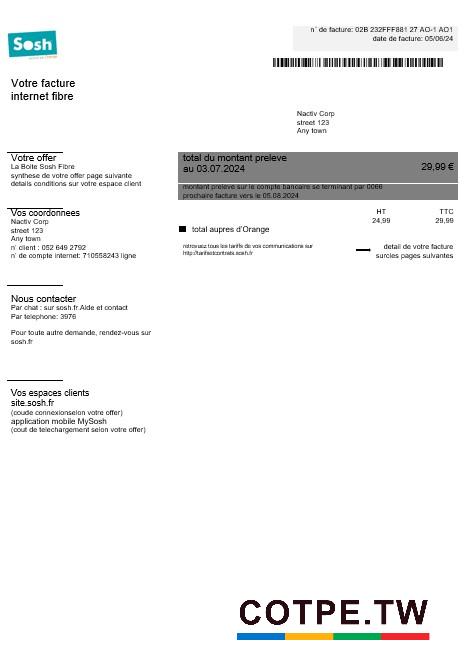 Sosh
n° de facture: 02B 232FFF881 27 AO-1 AO1
date de facture: 05/06/24
Votre facture
internet fibre
Nactiv Corp
street 123
Any town
Votre offer
La Boite Sosh Fibre
synthese de votre offer page suivante
details conditions sur votre espace client
total du montant preleve
au 03.07.2024
29,99 €
montant preleve sur le compte bancaire se terminant par 0066
prochaine facture vers le 05.08.2024
Vos coordonnees
Nactiv Corp
street 123
Any town
n° client : 052 649 2792
n° de compte internet: 710558243 ligne
HT TTC
24,99 29,99
total aupres d'Orange
retrouvez tous les tarifs de vos communications sur
http://tarifsetcontrats.sosh.fr
detail de votre facture
surcies pages suivantes
Nous contacter
Par chat : sur sosh.fr.Aide et contact
Par telephone: 3976
Pour toute autre demande, rendez-vous sur
sosh.fr
Vos espaces clients
site.sosh.fr
(coude connexionselon votre offer)
application mobile MySosh
(cout de telechargement selon votre offer)
COTPE.TW